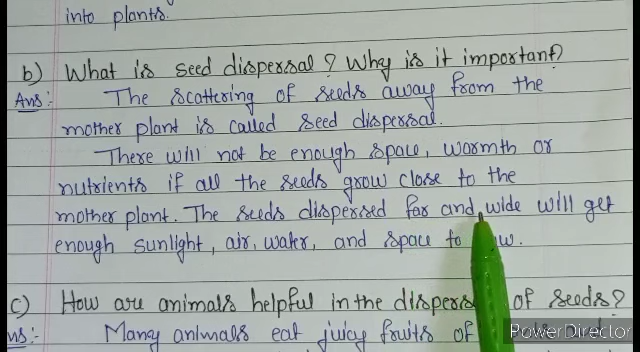 into plants.
b) What is seed dispersal? Why is it important?
Ans:- The scattering of seeds away from the
mother plant is called seed dispersal.
There will not be enough space, warmth or
nutrients if all the seeds grow close to the
mother plant. The seeds dispersed far and wide will get
enough sunlight, air, water, and space to
c) How are animals helpful in the of seeds?
Ans:- Many animals eat juicy fruits of
PowerDirector